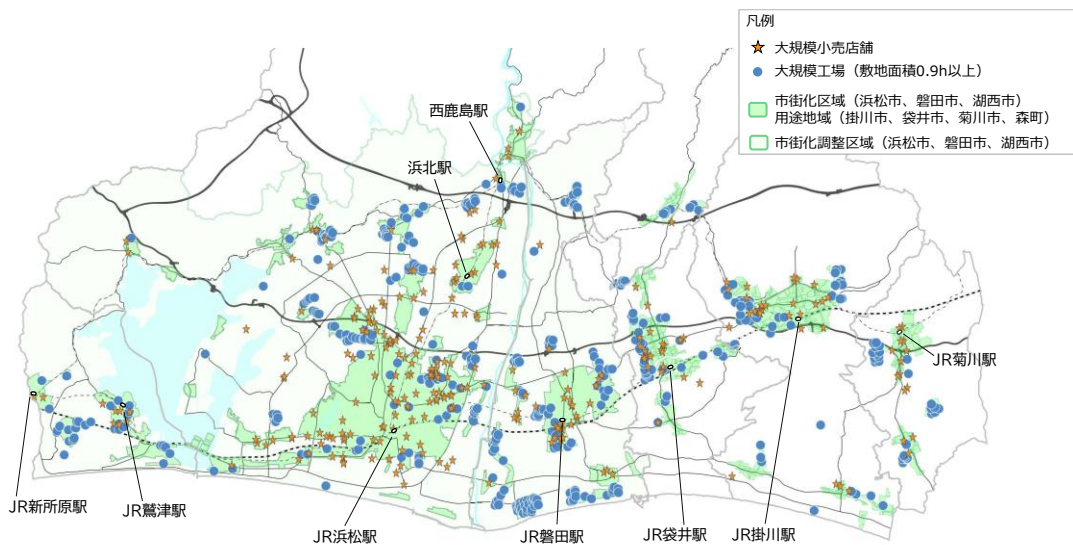 凡例
大規模小売店舗
大規模工場（敷地面積0.9h以上）
市街化区域（浜松市、磐田市、湖西市）
用途地域（掛川市、袋井市、菊川市、森町）
市街化調整区域（浜松市、磐田市、湖西市）
西鹿島駅
浜北駅
JR菊川駅
JR新所原駅
JR鷲津駅
JR浜松駅
JR磐田駅
JR袋井駅
JR掛川駅